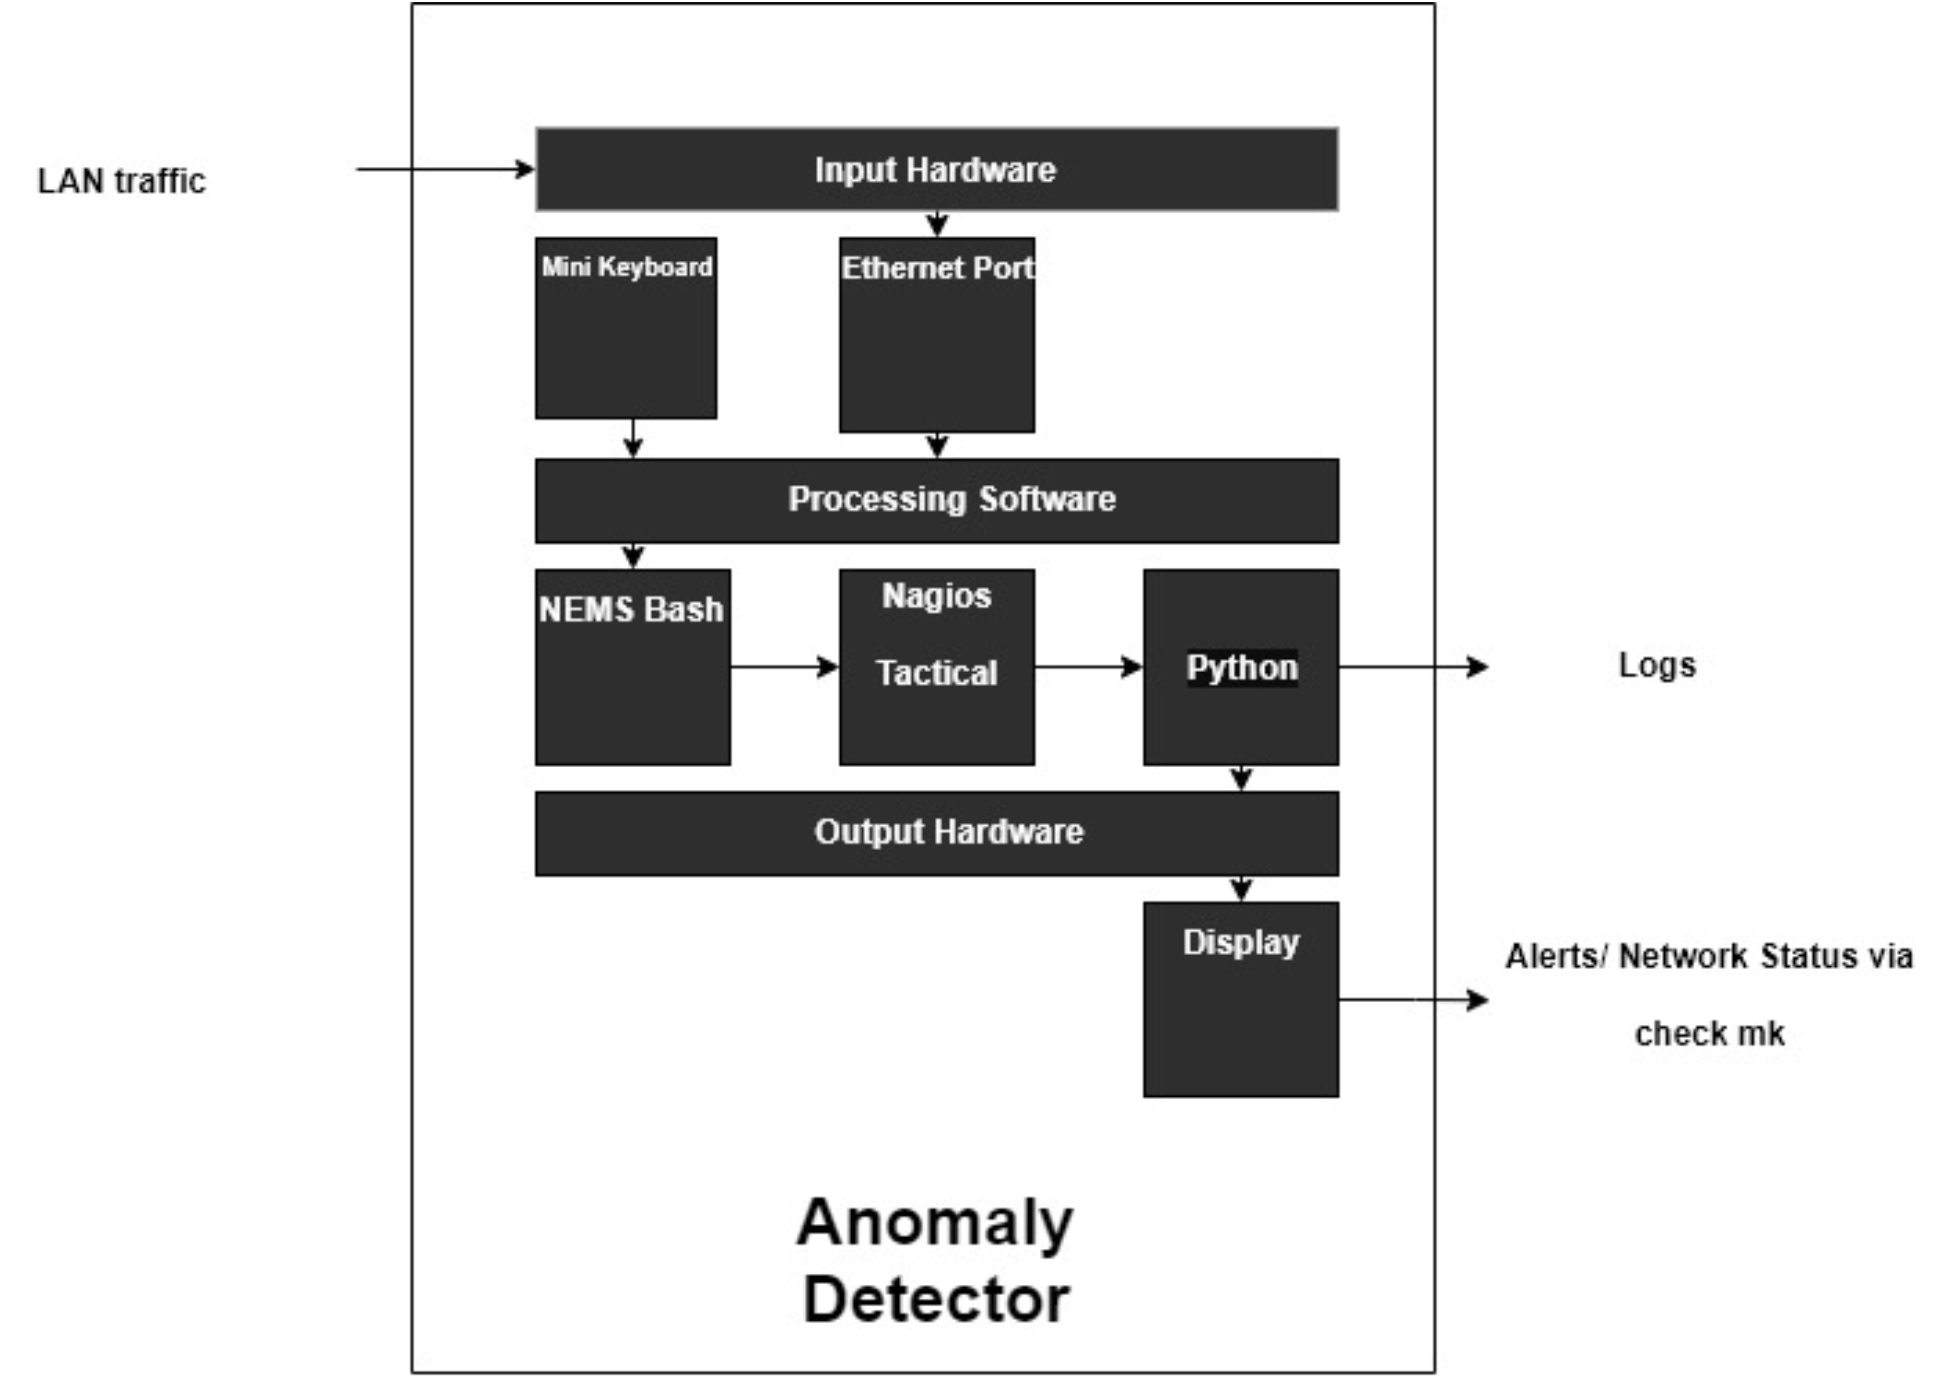 LAN traffic
Input Hardware
Mini Keyboard
Ethernet Port
Processing Software
NEMS Bash
Nagios
Tactical
Python
Logs
Output Hardware
Display
Alerts/ Network Status via
check mk
Anomaly
Detector